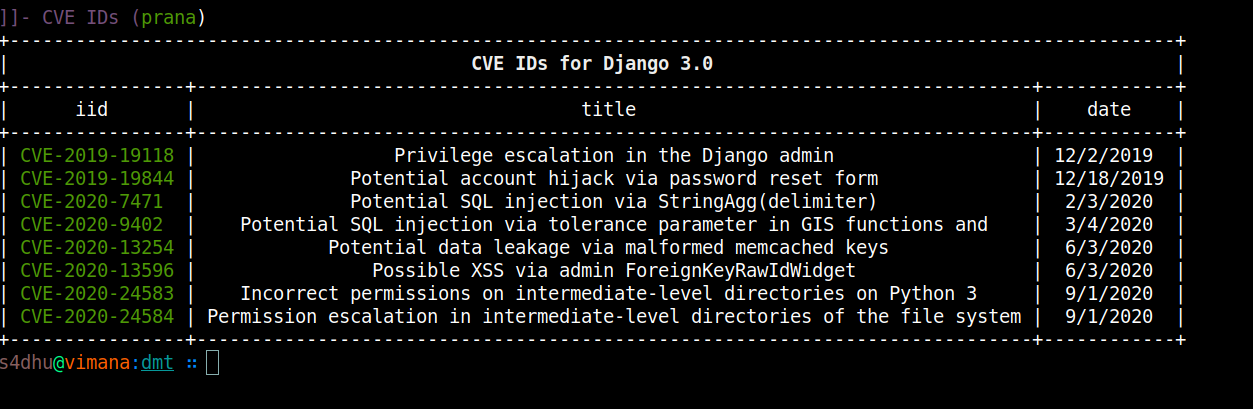 ]]- CVE IDs (prana)
+---------------------------------------------------------------------------------------------------------+
| CVE IDs for Django 3.0 |
+----------------+----------------------------------------------------------------------------+------------+
| iid | title | date |
+----------------+----------------------------------------------------------------------------+------------+
| CVE-2019-19118 | Privilege escalation in the Django admin | 12/2/2019 |
| CVE-2019-19844 | Potential account hijack via password reset form | 12/18/2019 |
| CVE-2020-7471 | Potential SQL injection via StringAgg(delimiter) | 2/3/2020 |
| CVE-2020-9402 | Potential SQL injection via tolerance parameter in GIS functions and | 3/4/2020 |
| CVE-2020-13254 | Potential data leakage via malformed memcached keys | 6/3/2020 |
| CVE-2020-13596 | Possible XSS via admin ForeignKeyRawIdWidget | 6/3/2020 |
| CVE-2020-24583 | Incorrect permissions on intermediate-level directories on Python 3 | 9/1/2020 |
| CVE-2020-24584 | Permission escalation in intermediate-level directories of the file system | 9/1/2020 |
+----------------+----------------------------------------------------------------------------+------------+
s4dhu@vimana:dmt ⠶